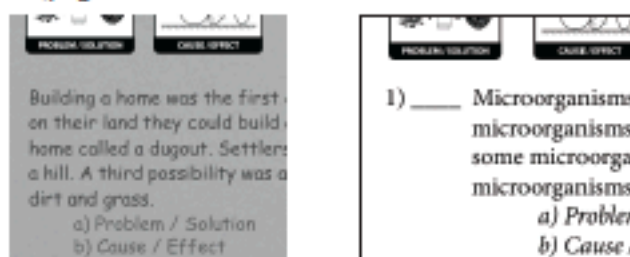 PROBLEM/SOLUTION
CAUSE/EFFECT
Building a home was the first
on their land they could build
home called a dugout. Settlers
a hill. A third possibility was a
dirt and grass.
a) Problem / Solution
b) Cause / Effect
PROBLEM/SOLUTION
CAUSE/EFFECT
1) ____ Microorganisms
microorganisms
some microorga
microorganisms
a) Problem
b) Cause